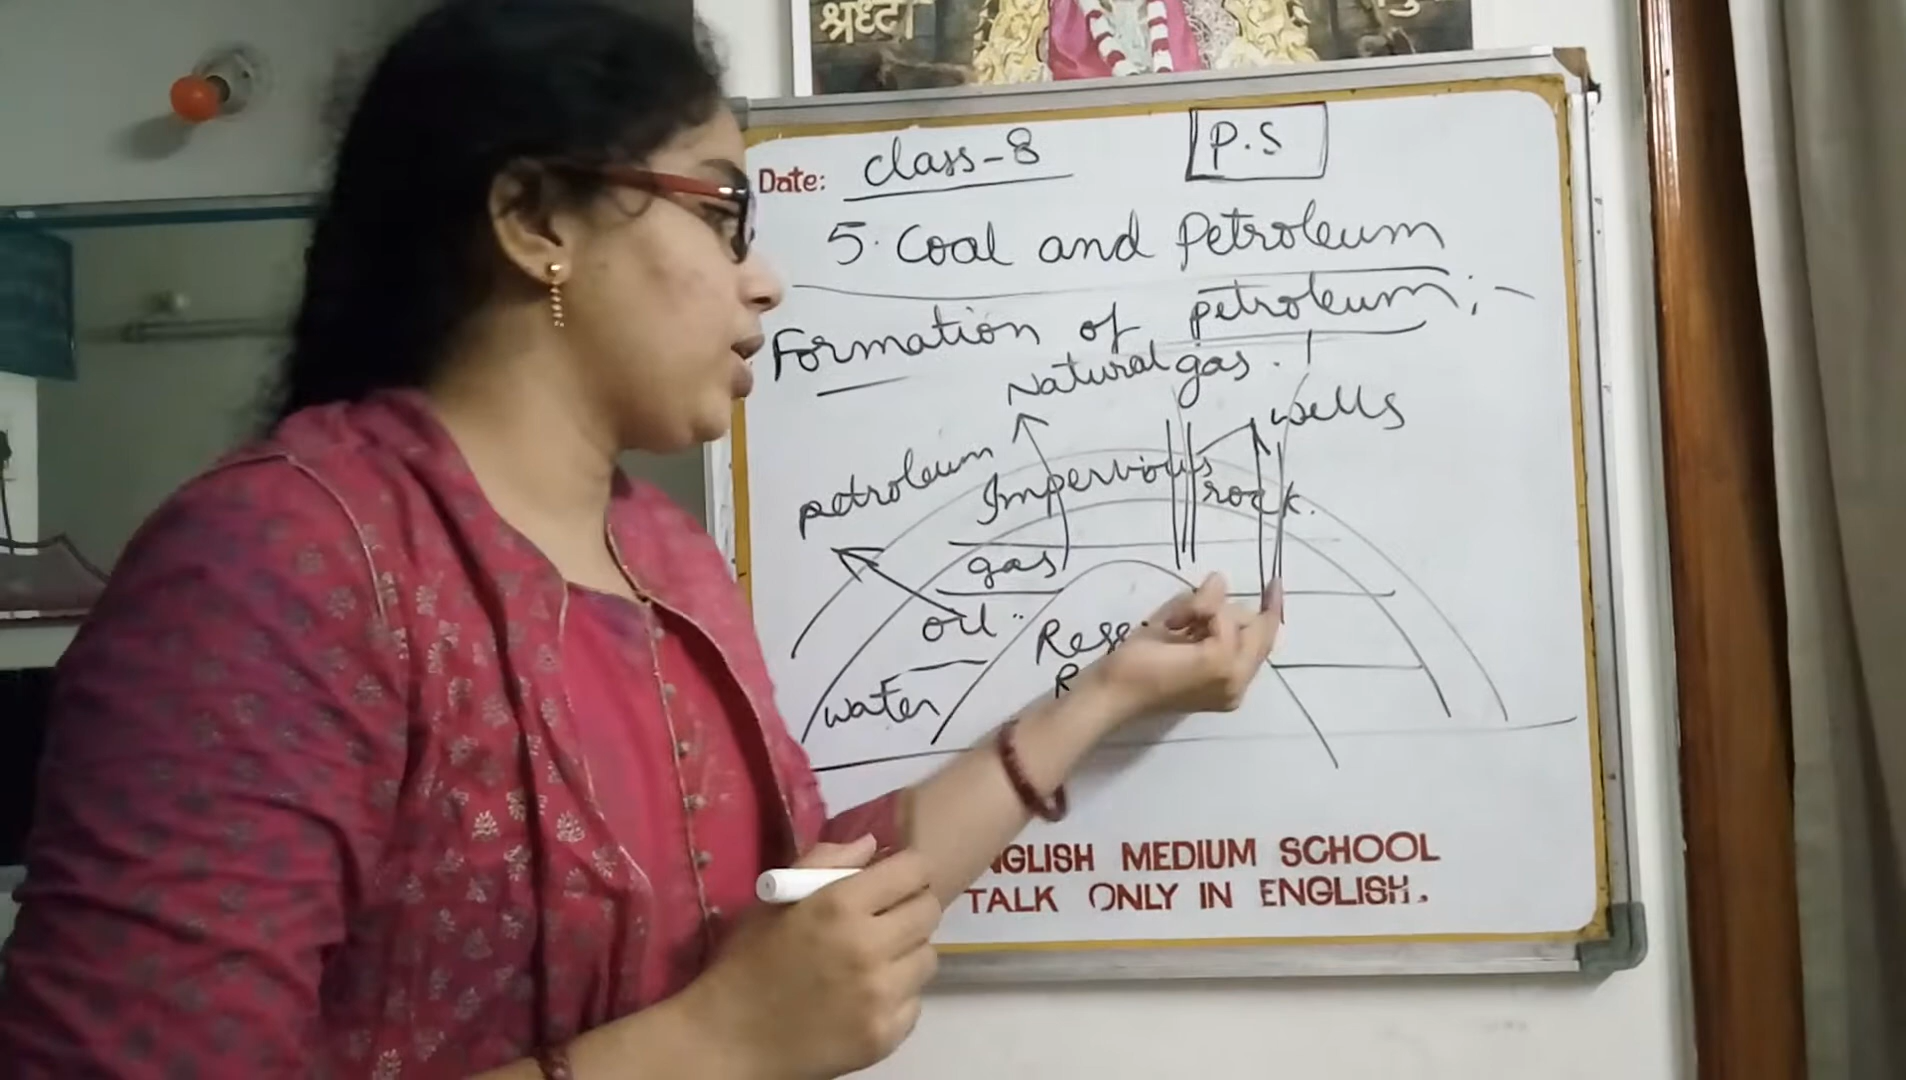 श्रध्दा
Date: class-8
P.S
5. Coal and Petroleum
Formation of petroleum :-
Natural gas.
wells
petroleum
Impervious
rock.
gas
oil
water
NGLISH MEDIUM SCHOOL
TALK ONLY IN ENGLISH.